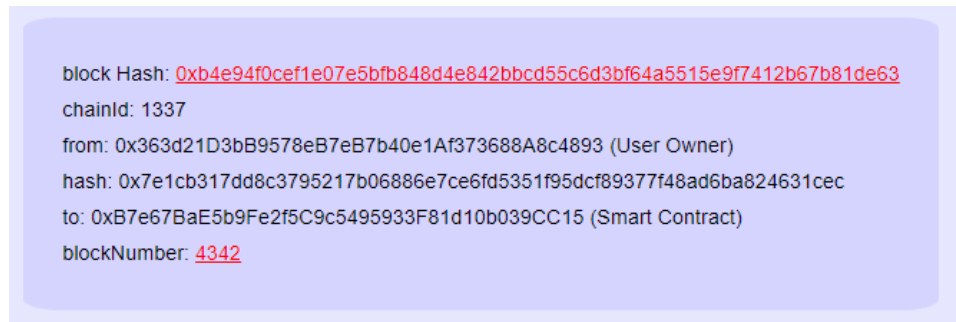 block Hash: 0xb4e94f0cef1e07e5bfb848d4e842bbcd55c6d3bf64a5515e9f7412b67b81de63
chainId: 1337
from: 0x363d21D3bB9578eB7eB7b40e1Af373688A8c4893 (User Owner)
hash: 0x7e1cb317dd8c3795217b06886e7ce6fd5351f95dcf89377f48ad6ba824631cec
to: 0xB7e67BaE5b9Fe2f5C9c5495933F81d10b039CC15 (Smart Contract)
blockNumber: 4342